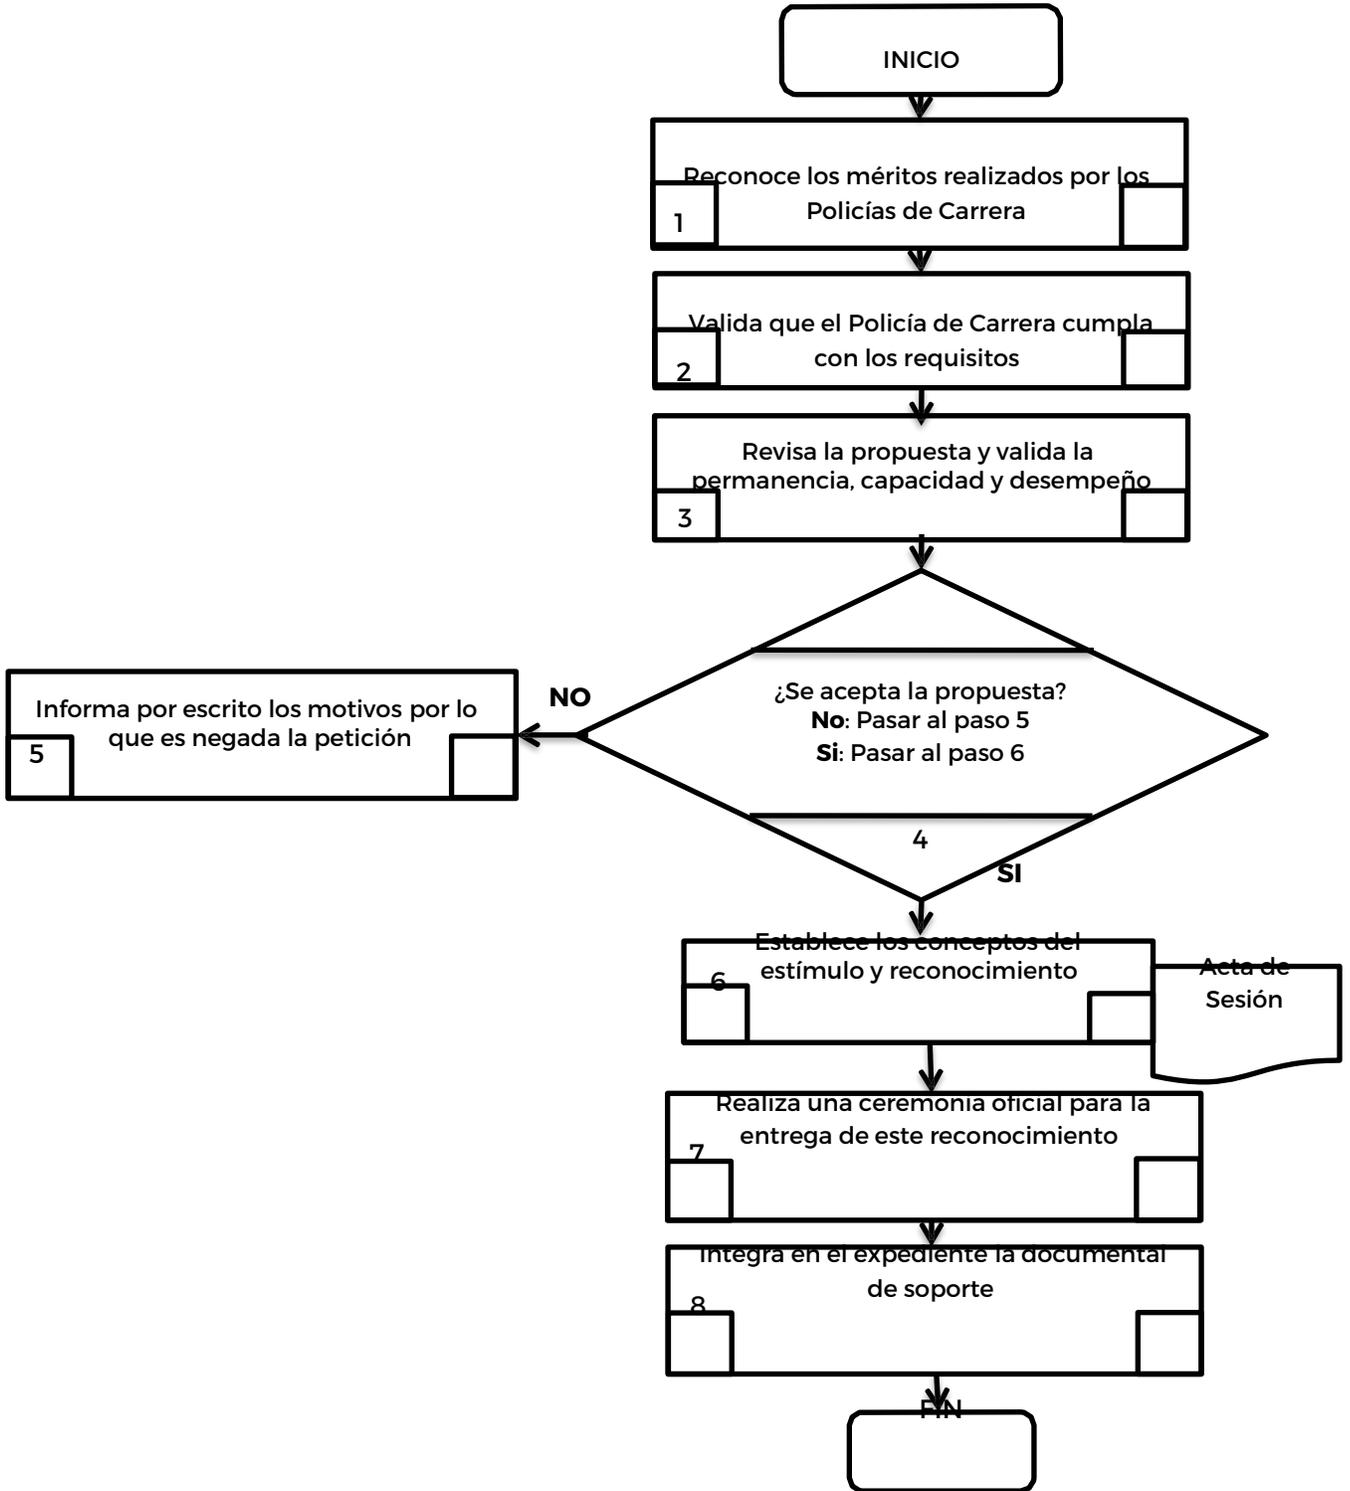 INICIO
Reconoce los méritos realizados por los
Policías de Carrera
1
Valida que el Policía de Carrera cumpla
con los requisitos
2
Revisa la propuesta y valida la
permanencia, capacidad y desempeño
3
¿Se acepta la propuesta?
No: Pasar al paso 5
Si: Pasar al paso 6
4
NO
Informa por escrito los motivos por lo
que es negada la petición
5
SI
Establece los conceptos del
estímulo y reconocimiento
6
Acta de
Sesión
Realiza una ceremonia oficial para la
entrega de este reconocimiento
7
Integra en el expediente la documental
de soporte
8
FIN